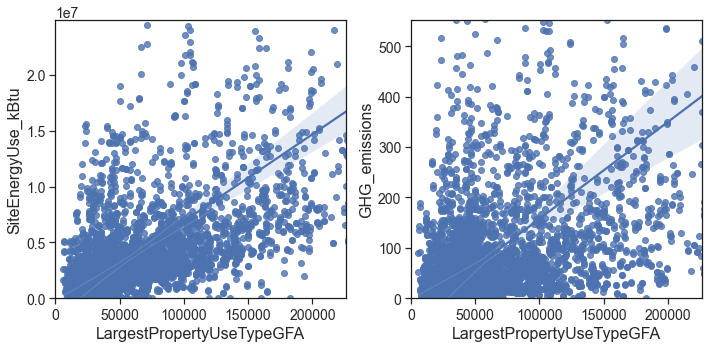 1e7
SiteEnergyUse_kBtu
2.0
1.5
1.0
0.5
0.0
0 50000 100000 150000 200000
LargestPropertyUseTypeGFA
GHG_emissions
500
400
300
200
100
0
0 50000 100000 150000 200000
LargestPropertyUseTypeGFA